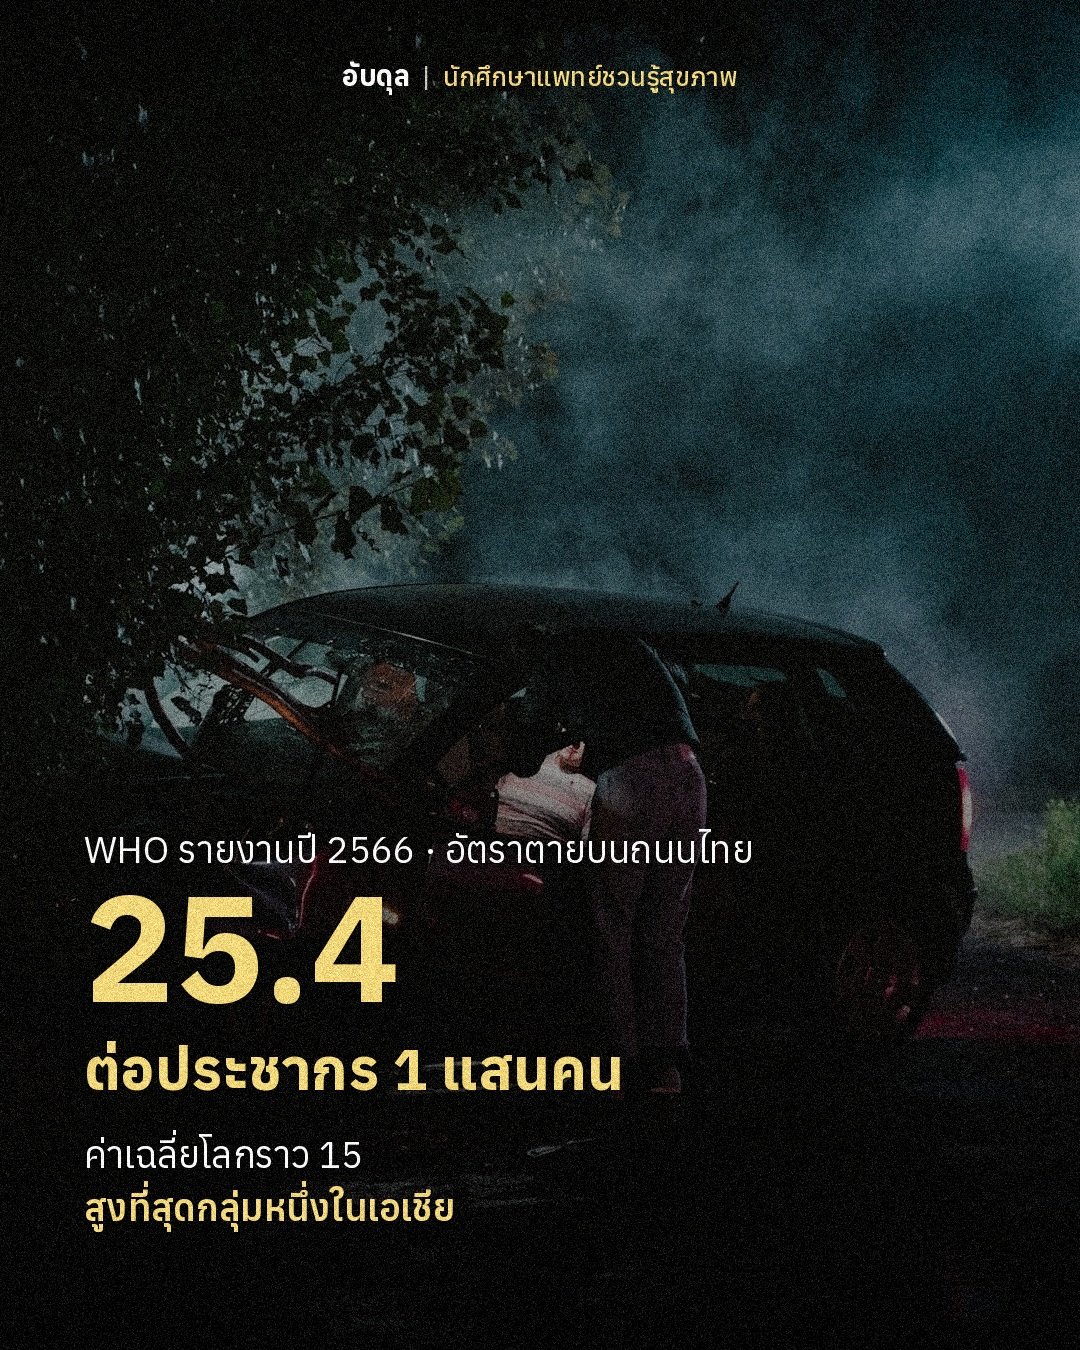 อับดุล | นักศึกษาแพทย์ชวนรู้สุขภาพ
WHO รายงานปี 2566 · อัตราตายบนถนนไทย
25.4
ต่อประชากร 1 แสนคน
ค่าเฉลี่ยโลกราว 15
สูงที่สุดกลุ่มหนึ่งในเอเชีย